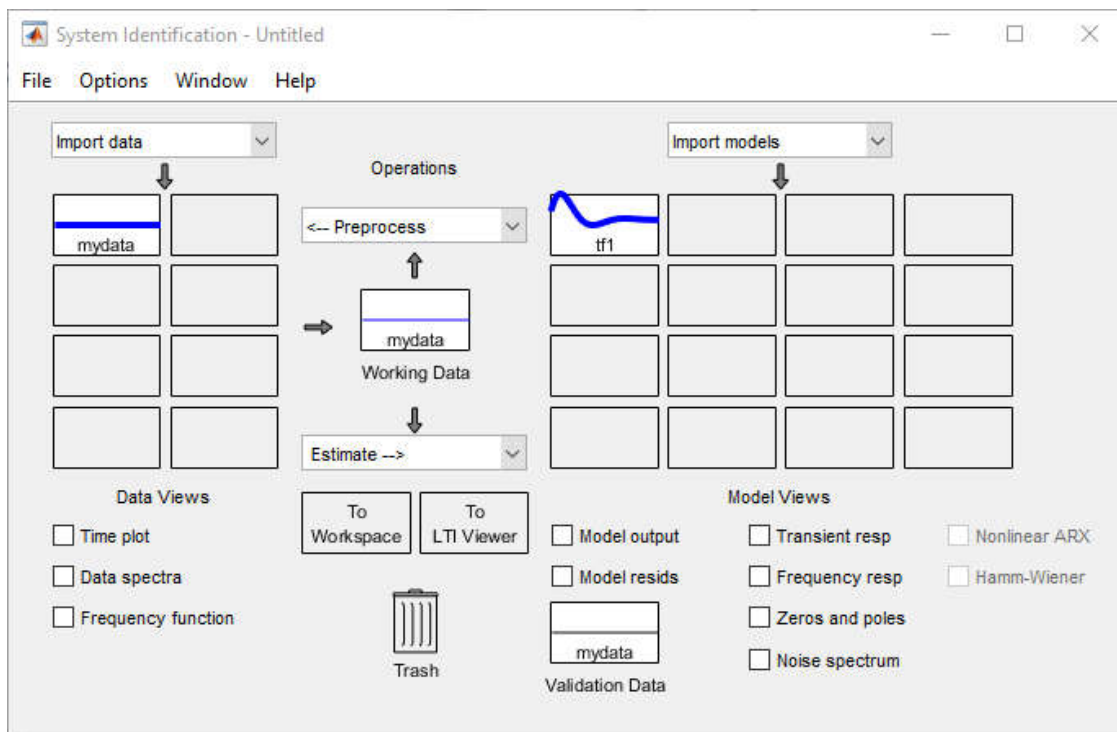 System Identification - Untitled
File Options Window Help
Import data
Import models
Operations
<-- Preprocess
mydata
tf1
mydata
Working Data
Estimate -->
Data Views
Model Views
To
Workspace
To
LTI Viewer
Time plot
Data spectra
Frequency function
Model output
Model resids
Transient resp
Frequency resp
Zeros and poles
Noise spectrum
Nonlinear ARX
Hamm-Wiener
Trash
mydata
Validation Data